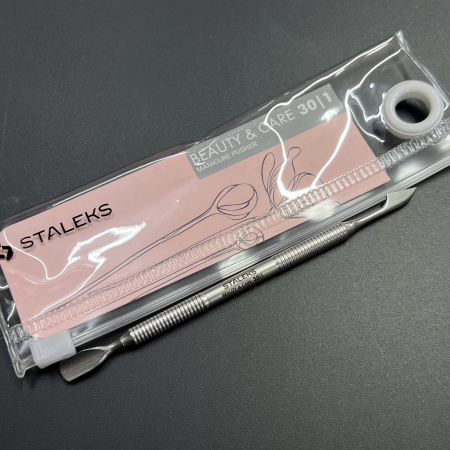 BEAUTY & CARE 30|1
MANICURE PUSHER
STALEKS
STALEKS